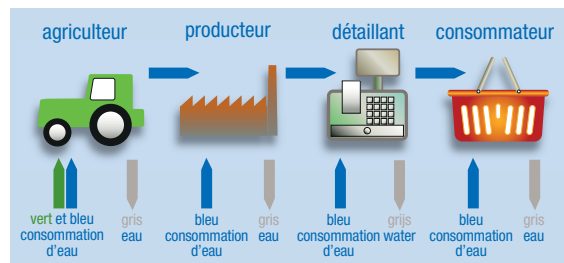 agriculteur
producteur
détaillant
consommateur
vert et bleu
consommation
d'eau
gris
eau
bleu
consommation
d'eau
gris
eau
bleu
consommation
d'eau
grijs
water
bleu
consommation
d'eau
gris
eau